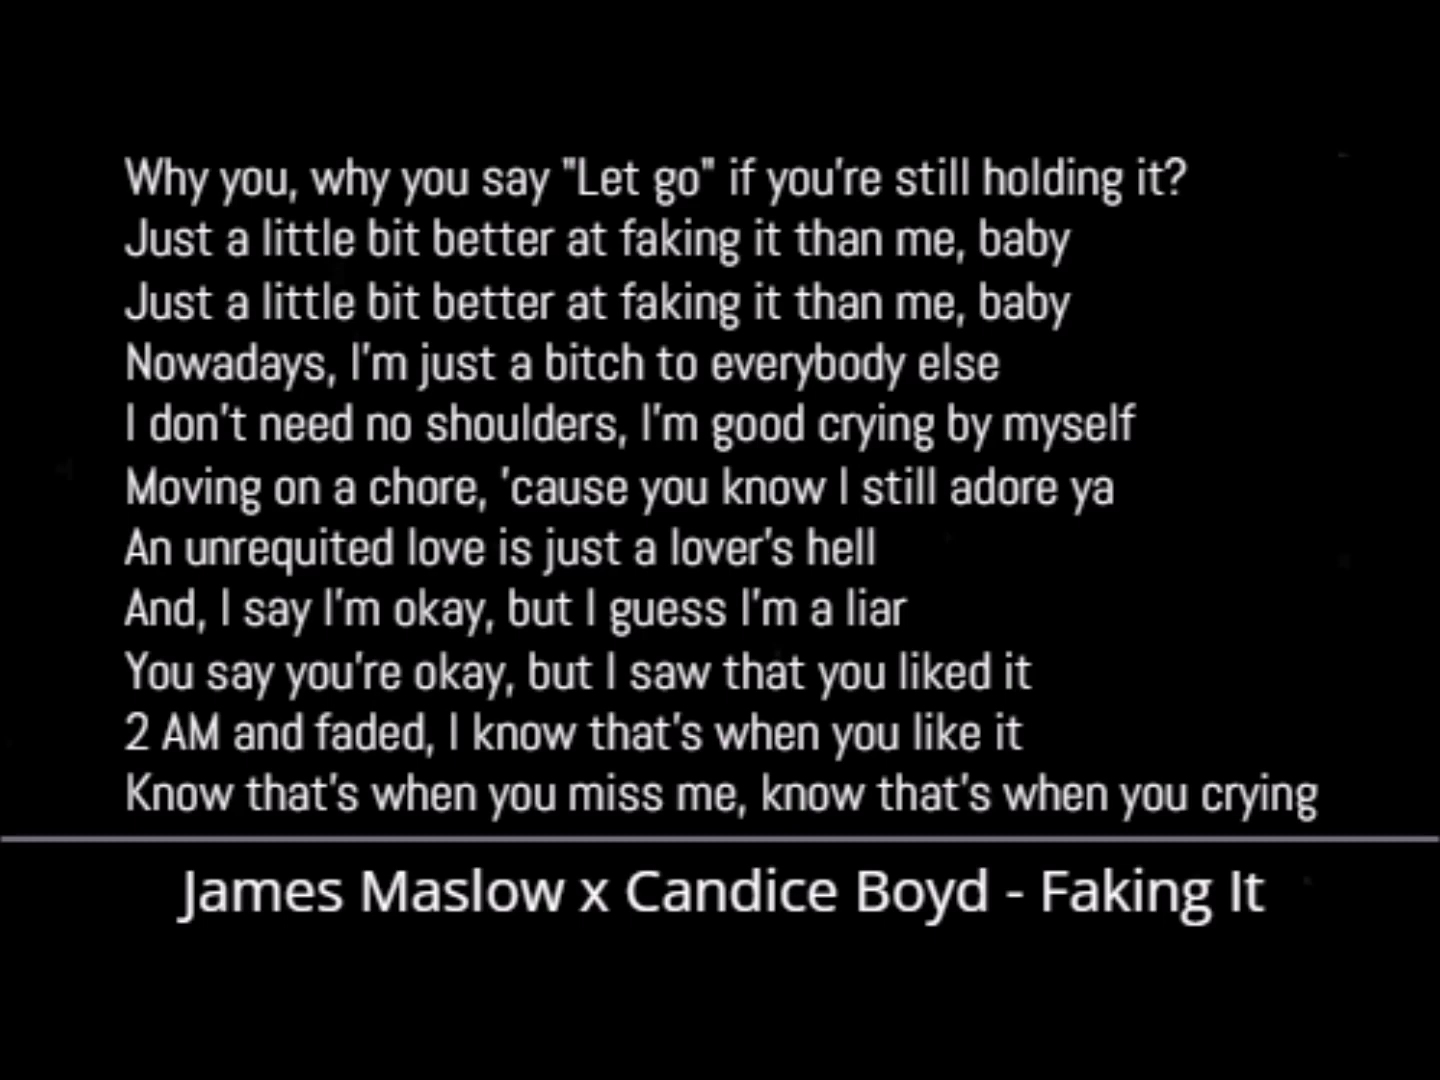 Why you, why you say "Let go" if you're still holding it?
Just a little bit better at faking it than me, baby
Just a little bit better at faking it than me, baby
Nowadays, I'm just a bitch to everybody else
I don't need no shoulders, I'm good crying by myself
Moving on a chore, 'cause you know I still adore ya
An unrequited love is just a lover's hell
And, I say I'm okay, but I guess I'm a liar
You say you're okay, but I saw that you liked it
2 AM and faded, I know that's when you like it
Know that's when you miss me, know that's when you crying
James Maslow x Candice Boyd - Faking It